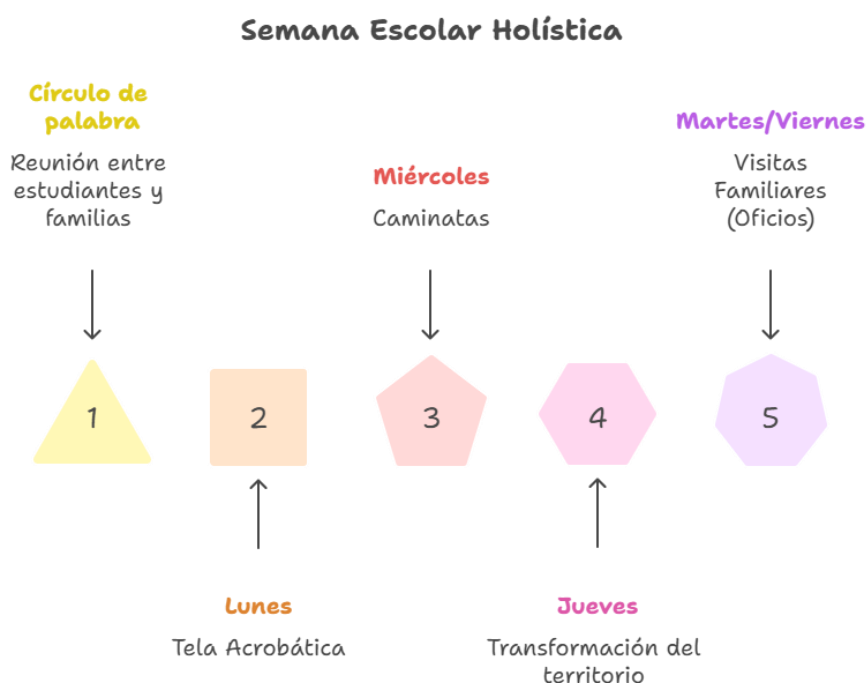 Semana Escolar Holística
Círculo de
palabra
Reunión entre
estudiantes y
familias
Miércoles
Caminatas
Martes/Viernes
Visitas
Familiares
(Oficios)
1
2
3
4
5
Lunes
Tela Acrobática
Jueves
Transformación del
territorio